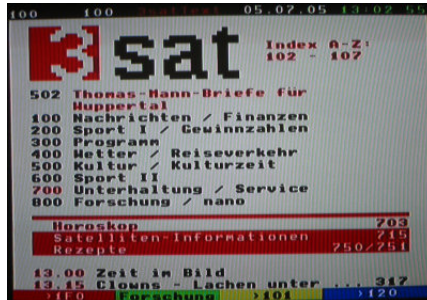 100 100 3satText 05.07.05 13:02 55
3sat
Index A-Z:
102 - 107
502 Thomas-Mann-Briefe für
Wuppertal
100 Nachrichten / Finanzen
200 Sport I / Gewinnzahlen
300 Programm
400 Wetter / Reiseverkehr
500 Kultur / Kulturzeit
600 Sport II
700 Unterhaltung / Service
800 Forschung / nano
Horoskop 703
Satelliten-Informationen 715
Rezepte 750/751
13.00 Zeit im Bild
13.15 Clowns - Lachen unter ... 317
Forschung >101 >120